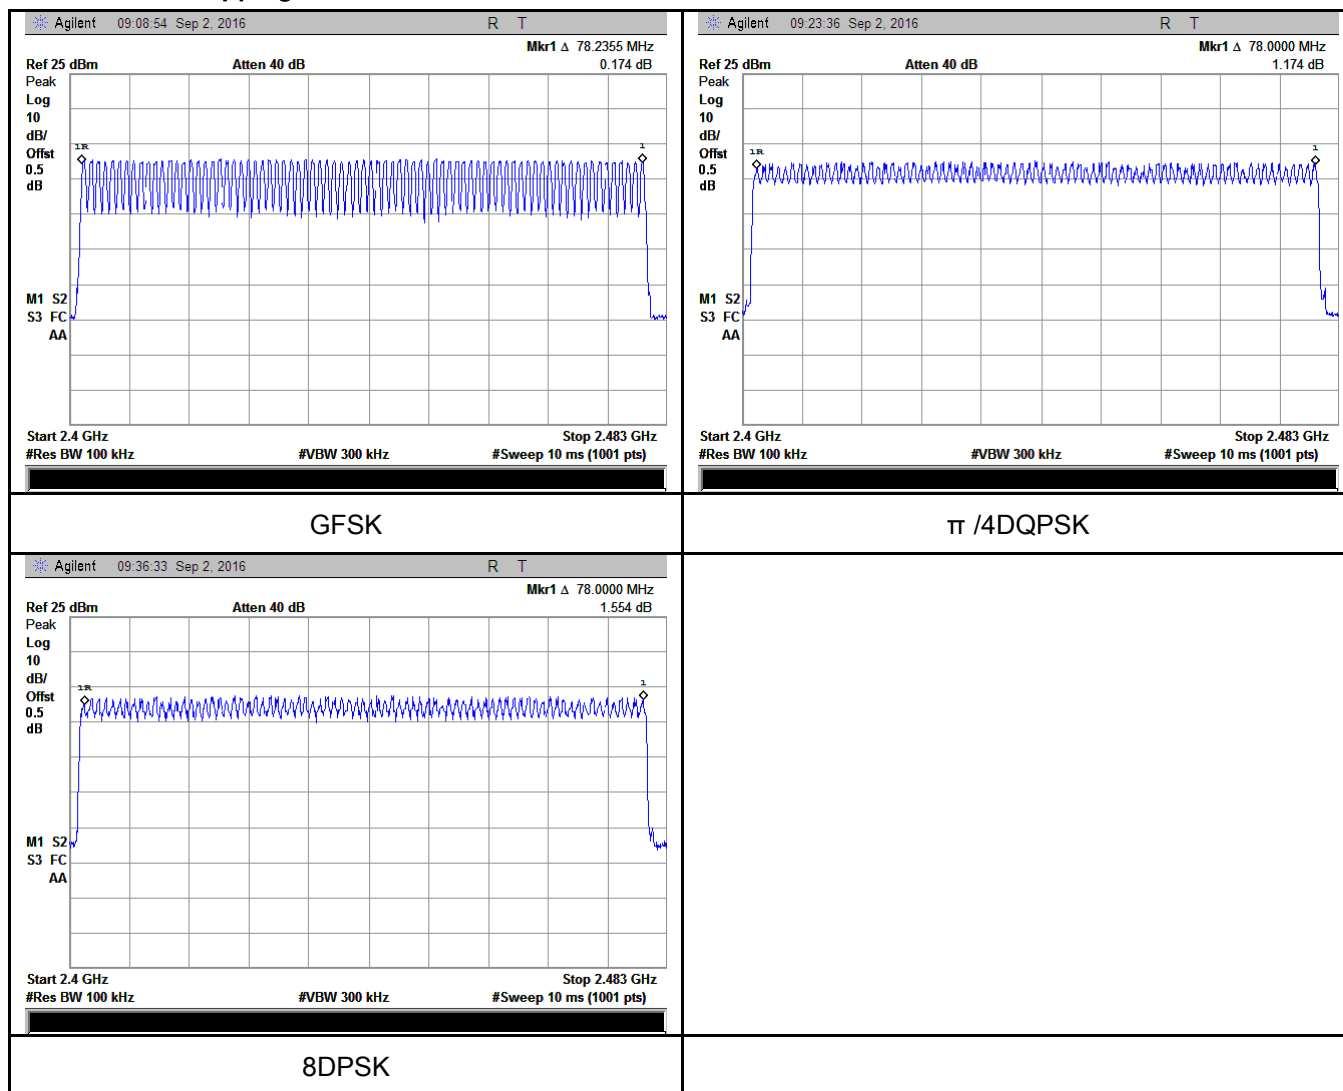 Agilent 09:08:54 Sep 2, 2016 R T
Mkr1 Δ 78.2355 MHz
Ref 25 dBm Atten 40 dB 0.174 dB
Peak
Log
10
dB/
Offst
0.5
dB
1R 1
M1 S2
S3 FC
AA
Start 2.4 GHz Stop 2.483 GHz
#Res BW 100 kHz #VBW 300 kHz #Sweep 10 ms (1001 pts)
GFSK
Agilent 09:23:36 Sep 2, 2016 R T
Mkr1 Δ 78.0000 MHz
Ref 25 dBm Atten 40 dB 1.174 dB
Peak
Log
10
dB/
Offst
0.5
dB
1R 1
M1 S2
S3 FC
AA
Start 2.4 GHz Stop 2.483 GHz
#Res BW 100 kHz #VBW 300 kHz #Sweep 10 ms (1001 pts)
π /4DQPSK
Agilent 09:36:33 Sep 2, 2016 R T
Mkr1 Δ 78.0000 MHz
Ref 25 dBm Atten 40 dB 1.554 dB
Peak
Log
10
dB/
Offst
0.5
dB
1R 1
M1 S2
S3 FC
AA
Start 2.4 GHz Stop 2.483 GHz
#Res BW 100 kHz #VBW 300 kHz #Sweep 10 ms (1001 pts)
8DPSK